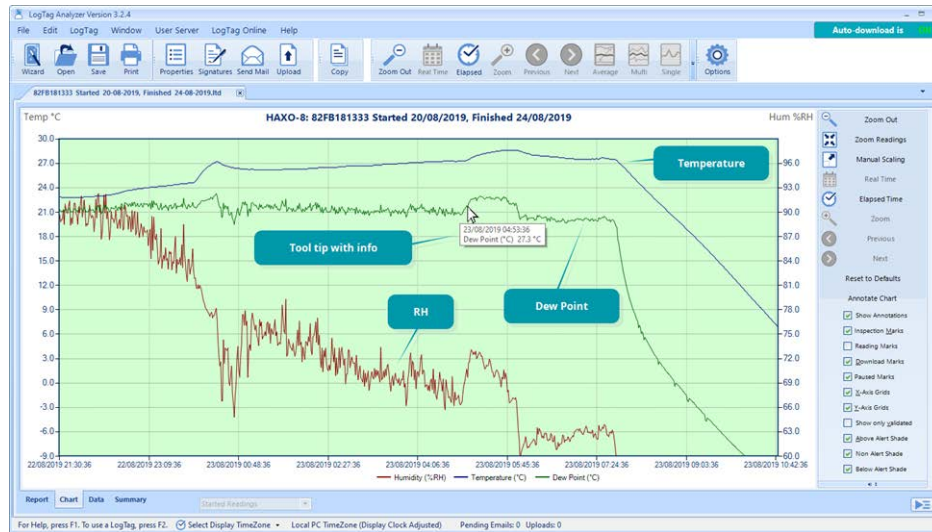 LogTag Analyzer Version 3.2.4
File Edit LogTag Window User Server LogTag Online Help
Auto-download is
Wizard Open Save Print Properties Signatures Send Mail Upload Copy Zoom Out Real Time Elapsed Zoom Previous Next Average Multi Single Options
82FB181333 Started 20-08-2019, Finished 24-08-2019.ltd
Temp °C
HAXO-8: 82FB181333 Started 20/08/2019, Finished 24/08/2019
Hum %RH
30.0
27.0
24.0
21.0
18.0
15.0
12.0
9.0
6.0
3.0
0.0
-3.0
-6.0
-9.0
Temperature
Tool tip with info
23/08/2019 04:53:36
Dew Point (°C) 27.3 °C
RH
Dew Point
96.0
93.0
90.0
87.0
84.0
81.0
78.0
75.0
72.0
69.0
66.0
63.0
60.0
22/08/2019 21:30:36 22/08/2019 23:09:36 23/08/2019 00:48:36 23/08/2019 02:27:36 23/08/2019 04:06:36 23/08/2019 05:45:36 23/08/2019 07:24:36 23/08/2019 09:03:36 23/08/2019 10:42:36
Humidity (%RH) Temperature (°C) Dew Point (°C)
Zoom Out
Zoom Readings
Manual Scaling
Real Time
Elapsed Time
Zoom
Previous
Next
Reset to Defaults
Annotate Chart
Show Annotations
Inspection Marks
Reading Marks
Download Marks
Paused Marks
X-Axis Grids
Y-Axis Grids
Show only validated
Above Alert Shade
Non Alert Shade
Below Alert Shade
Report Chart Data Summary
Started Readings
For Help, press F1. To use a LogTag, press F2. Select Display TimeZone Local PC TimeZone (Display Clock Adjusted) Pending Emails: 0 Uploads: 0